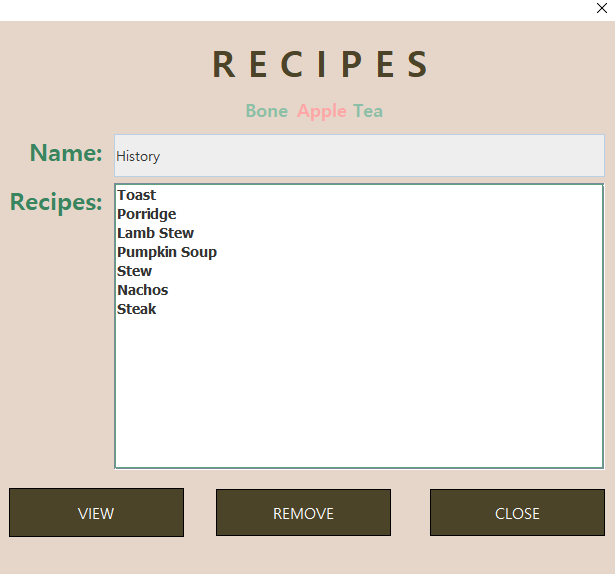 R E C I P E S
Bone Apple Tea
Name: History
Recipes:
Toast
Porridge
Lamb Stew
Pumpkin Soup
Stew
Nachos
Steak
VIEW REMOVE CLOSE